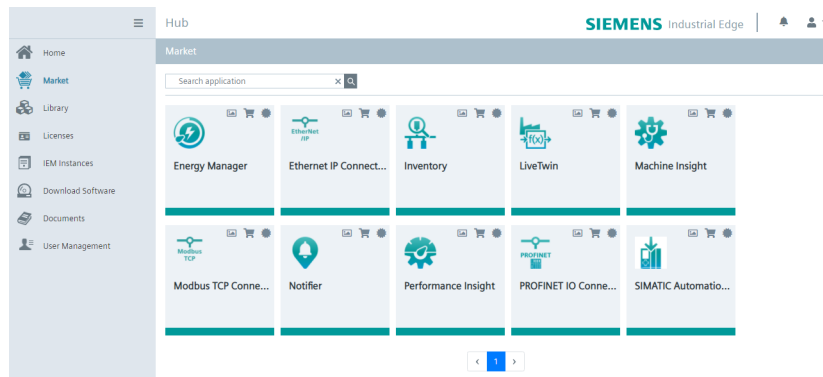 Hub
SIEMENS Industrial Edge
Home
Market
Library
Licenses
IEM Instances
Download Software
Documents
User Management
Market
Search application
Energy Manager
EtherNet
/IP
Ethernet IP Connect...
Inventory
f(x)
LiveTwin
Machine Insight
Modbus
TCP
Modbus TCP Conne...
Notifier
Performance Insight
PROFINET
PROFINET IO Conne...
SIMATIC Automatio...
1